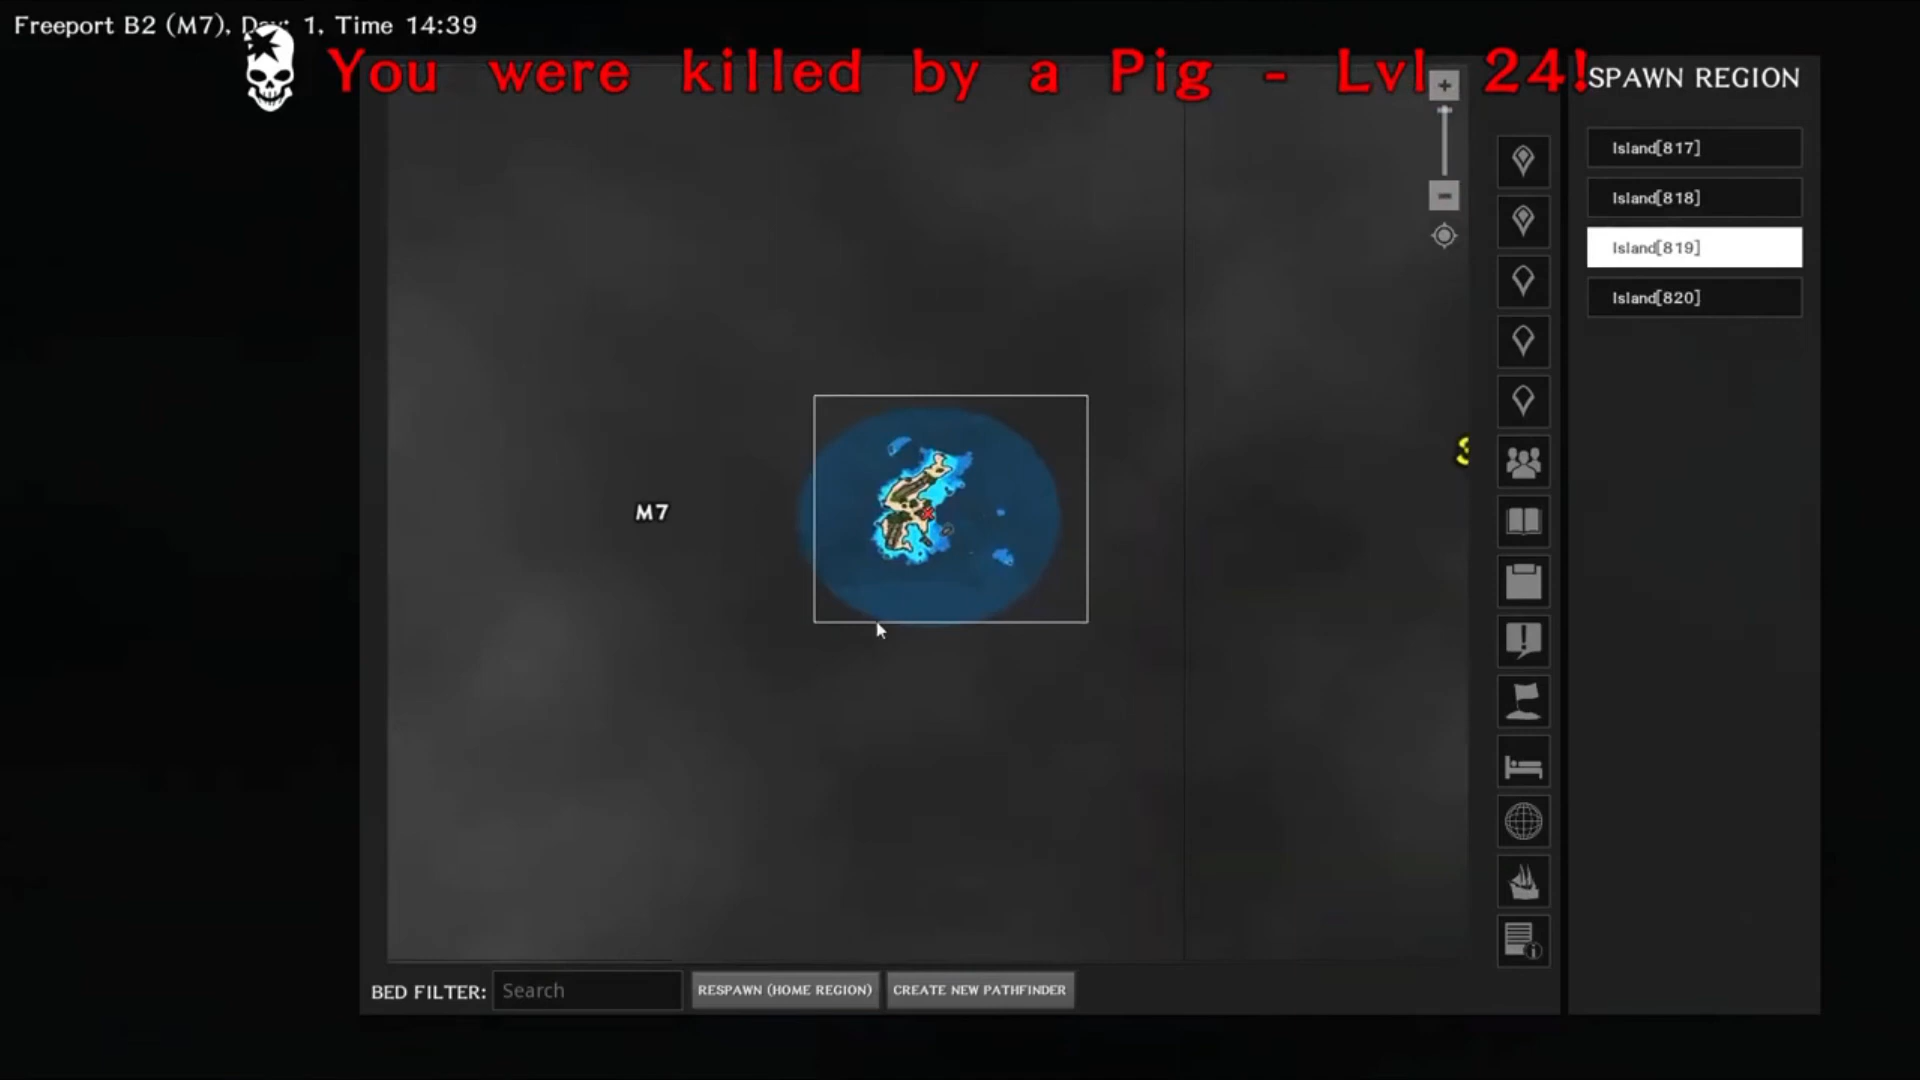 Freeport B2 (M7), Day: 1, Time 14:39
You were killed by a Pig - Lvl 24!
SPAWN REGION
Island[817]
Island[818]
Island[819]
Island[820]
M7
BED FILTER: Search RESPAWN (HOME REGION) CREATE NEW PATHFINDER